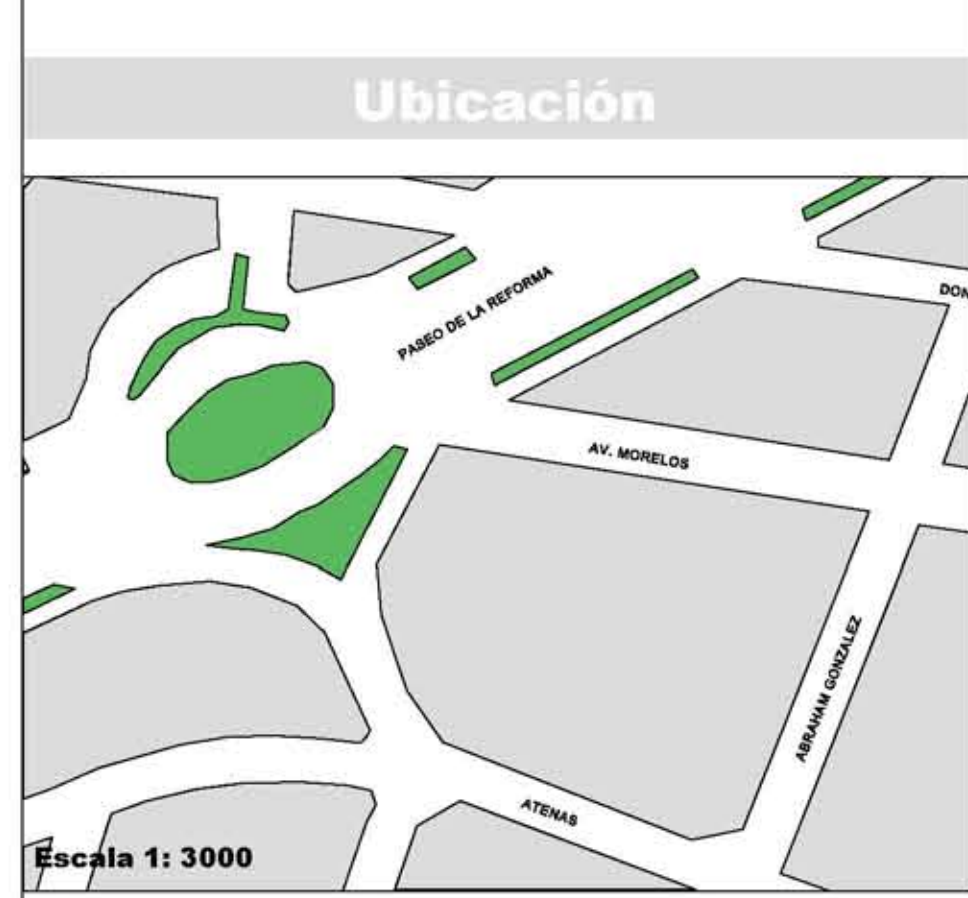 Ubicación
PASEO DE LA REFORMA
DON
AV. MORELOS
ABRAHAM GONZALEZ
ATENAS
Escala 1: 3000